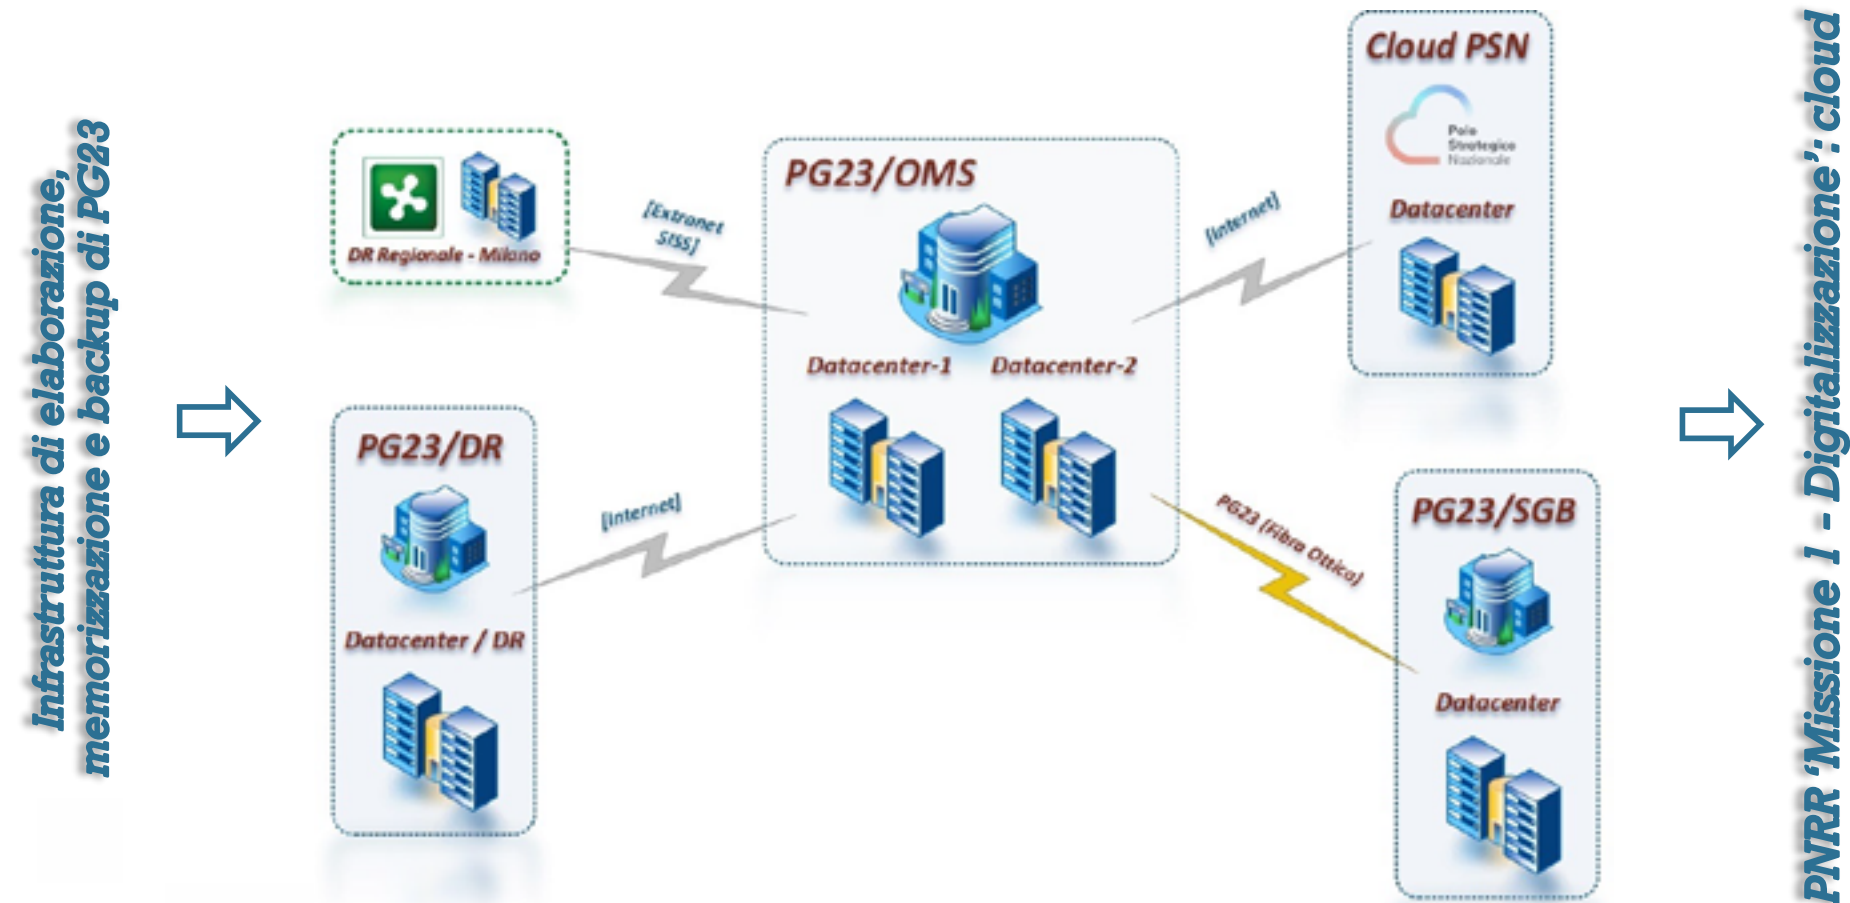 Infrastruttura di elaborazione,
memorizzazione e backup di PG23
DR Regionale - Milano
[Extranet
SISS]
PG23/OMS
Datacenter-1
Datacenter-2
[Internet]
Cloud PSN
Polo
Strategico
Nazionale
Datacenter
PG23/DR
Datacenter / DR
[Internet]
PG23 [Fibra Ottica]
PG23/SGB
Datacenter
PNRR ‘Missione 1 - Digitalizzazione’: cloud